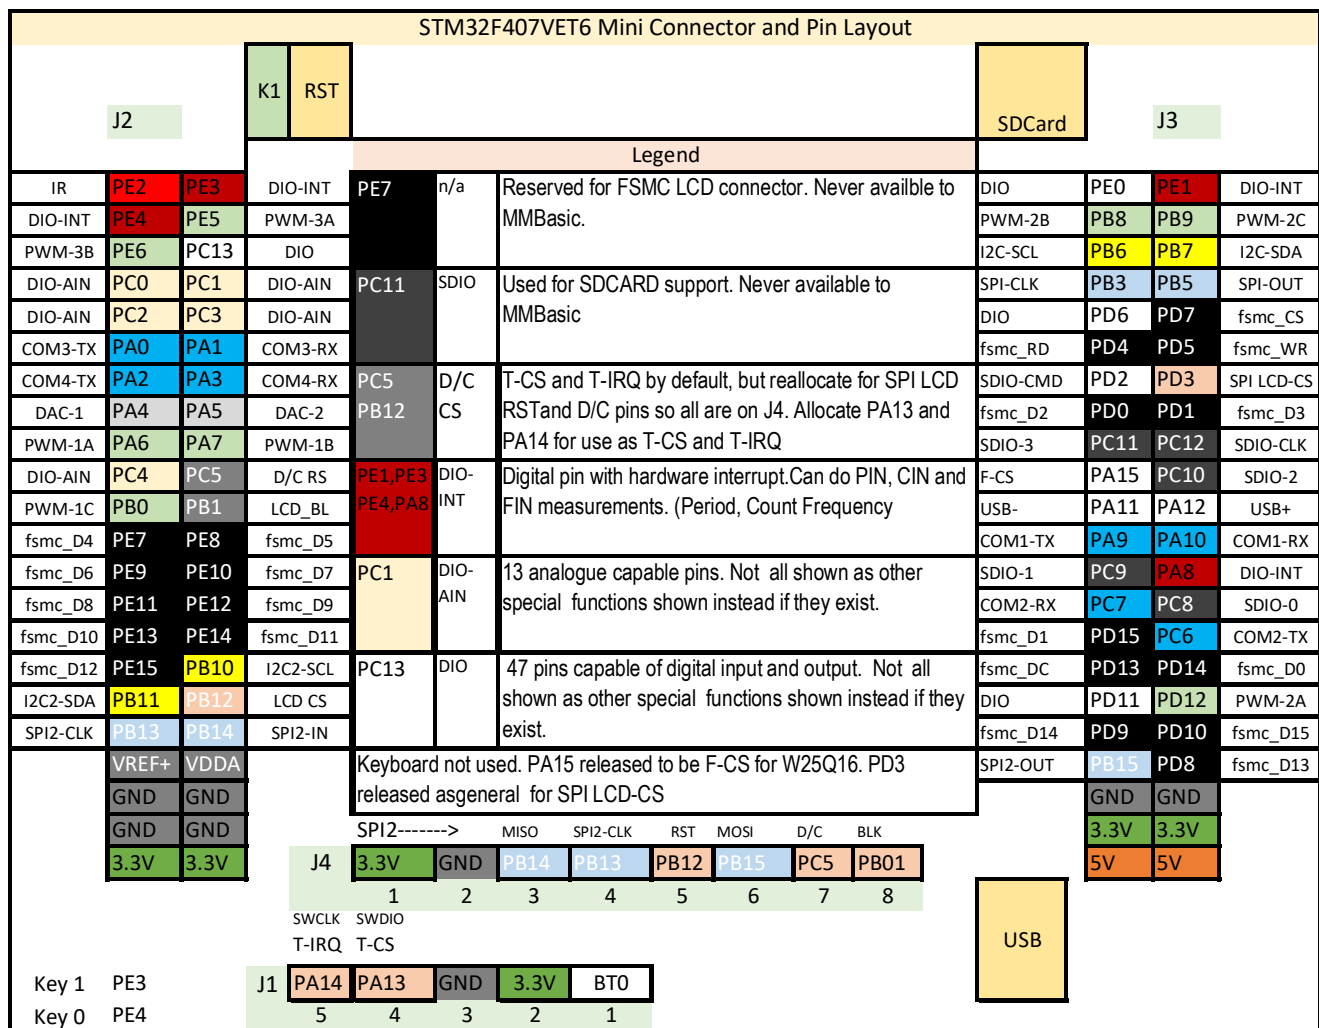 STM32F407VET6 Mini Connector and Pin Layout
K1 RST
J2 SDCard J3
Legend
IR PE2 PE3 DIO-INT PE7 n/a Reserved for FSMC LCD connector. Never availble to DIO PE0 PE1 DIO-INT
DIO-INT PE4 PE5 PWM-3A MMBasic. PWM-2B PB8 PB9 PWM-2C
PWM-3B PE6 PC13 DIO I2C-SCL PB6 PB7 I2C-SDA
DIO-AIN PC0 PC1 DIO-AIN PC11 SDIO Used for SDCARD support. Never available to SPI-CLK PB3 PB5 SPI-OUT
DIO-AIN PC2 PC3 DIO-AIN MMBasic DIO PD6 PD7 fsmc_CS
COM3-TX PA0 PA1 COM3-RX fsmc_RD PD4 PD5 fsmc_WR
COM4-TX PA2 PA3 COM4-RX PC5 D/C T-CS and T-IRQ by default, but reallocate for SPI LCD SDIO-CMD PD2 PD3 SPI LCD-CS
DAC-1 PA4 PA5 DAC-2 PB12 CS RSTand D/C pins so all are on J4. Allocate PA13 and fsmc_D2 PD0 PD1 fsmc_D3
PWM-1A PA6 PA7 PWM-1B PA14 for use as T-CS and T-IRQ SDIO-3 PC11 PC12 SDIO-CLK
DIO-AIN PC4 PC5 D/C RS PE1,PE3 DIO- Digital pin with hardware interrupt.Can do PIN, CIN and F-CS PA15 PC10 SDIO-2
PWM-1C PB0 PB1 LCD_BL PE4,PA8 INT FIN measurements. (Period, Count Frequency USB- PA11 PA12 USB+
fsmc_D4 PE7 PE8 fsmc_D5 COM1-TX PA9 PA10 COM1-RX
fsmc_D6 PE9 PE10 fsmc_D7 PC1 DIO- 13 analogue capable pins. Not all shown as other SDIO-1 PC9 PA8 DIO-INT
fsmc_D8 PE11 PE12 fsmc_D9 AIN special functions shown instead if they exist. COM2-RX PC7 PC8 SDIO-0
fsmc_D10 PE13 PE14 fsmc_D11 fsmc_D1 PD15 PC6 COM2-TX
fsmc_D12 PE15 PB10 I2C2-SCL PC13 DIO 47 pins capable of digital input and output. Not all fsmc_DC PD13 PD14 fsmc_D0
I2C2-SDA PB11 PB12 LCD CS shown as other special functions shown instead if they DIO PD11 PD12 PWM-2A
SPI2-CLK PB13 PB14 SPI2-IN exist. fsmc_D14 PD9 PD10 fsmc_D15
VREF+ VDDA Keyboard not used. PA15 released to be F-CS for W25Q16. PD3 SPI2-OUT PB15 PD8 fsmc_D13
GND GND released asgeneral for SPI LCD-CS GND GND
GND GND SPI2-------> MISO SPI2-CLK RST MOSI D/C BLK 3.3V 3.3V
3.3V 3.3V J4 3.3V GND PB14 PB13 PB12 PB15 PC5 PB01 5V 5V
1 2 3 4 5 6 7 8
SWCLK SWDIO
T-IRQ T-CS USB
Key 1 PE3 J1 PA14 PA13 GND 3.3V BT0
Key 0 PE4 5 4 3 2 1